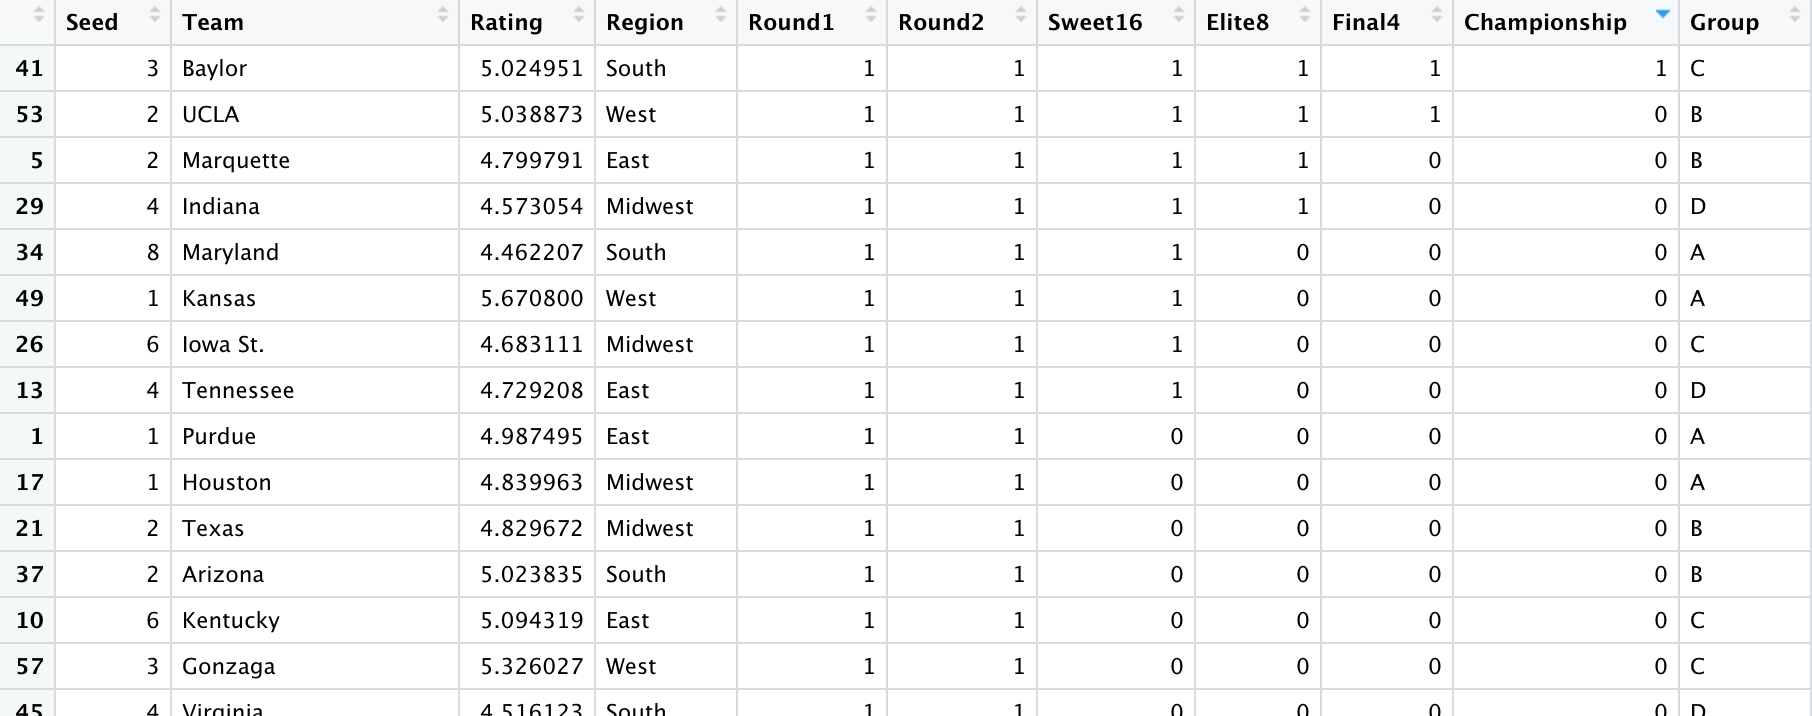 Seed Team Rating Region Round1 Round2 Sweet16 Elite8 Final4 Championship Group
41 3 Baylor 5.024951 South 1 1 1 1 1 1 C
53 2 UCLA 5.038873 West 1 1 1 1 1 0 B
5 2 Marquette 4.799791 East 1 1 1 1 0 0 B
29 4 Indiana 4.573054 Midwest 1 1 1 1 0 0 D
34 8 Maryland 4.462207 South 1 1 1 0 0 0 A
49 1 Kansas 5.670800 West 1 1 1 0 0 0 A
26 6 Iowa St. 4.683111 Midwest 1 1 1 0 0 0 C
13 4 Tennessee 4.729208 East 1 1 1 0 0 0 D
1 1 Purdue 4.987495 East 1 1 0 0 0 0 A
17 1 Houston 4.839963 Midwest 1 1 0 0 0 0 A
21 2 Texas 4.829672 Midwest 1 1 0 0 0 0 B
37 2 Arizona 5.023835 South 1 1 0 0 0 0 B
10 6 Kentucky 5.094319 East 1 1 0 0 0 0 C
57 3 Gonzaga 5.326027 West 1 1 0 0 0 0 C
45 4 Virginia 4.516123 South 1 1 0 0 0 0 D